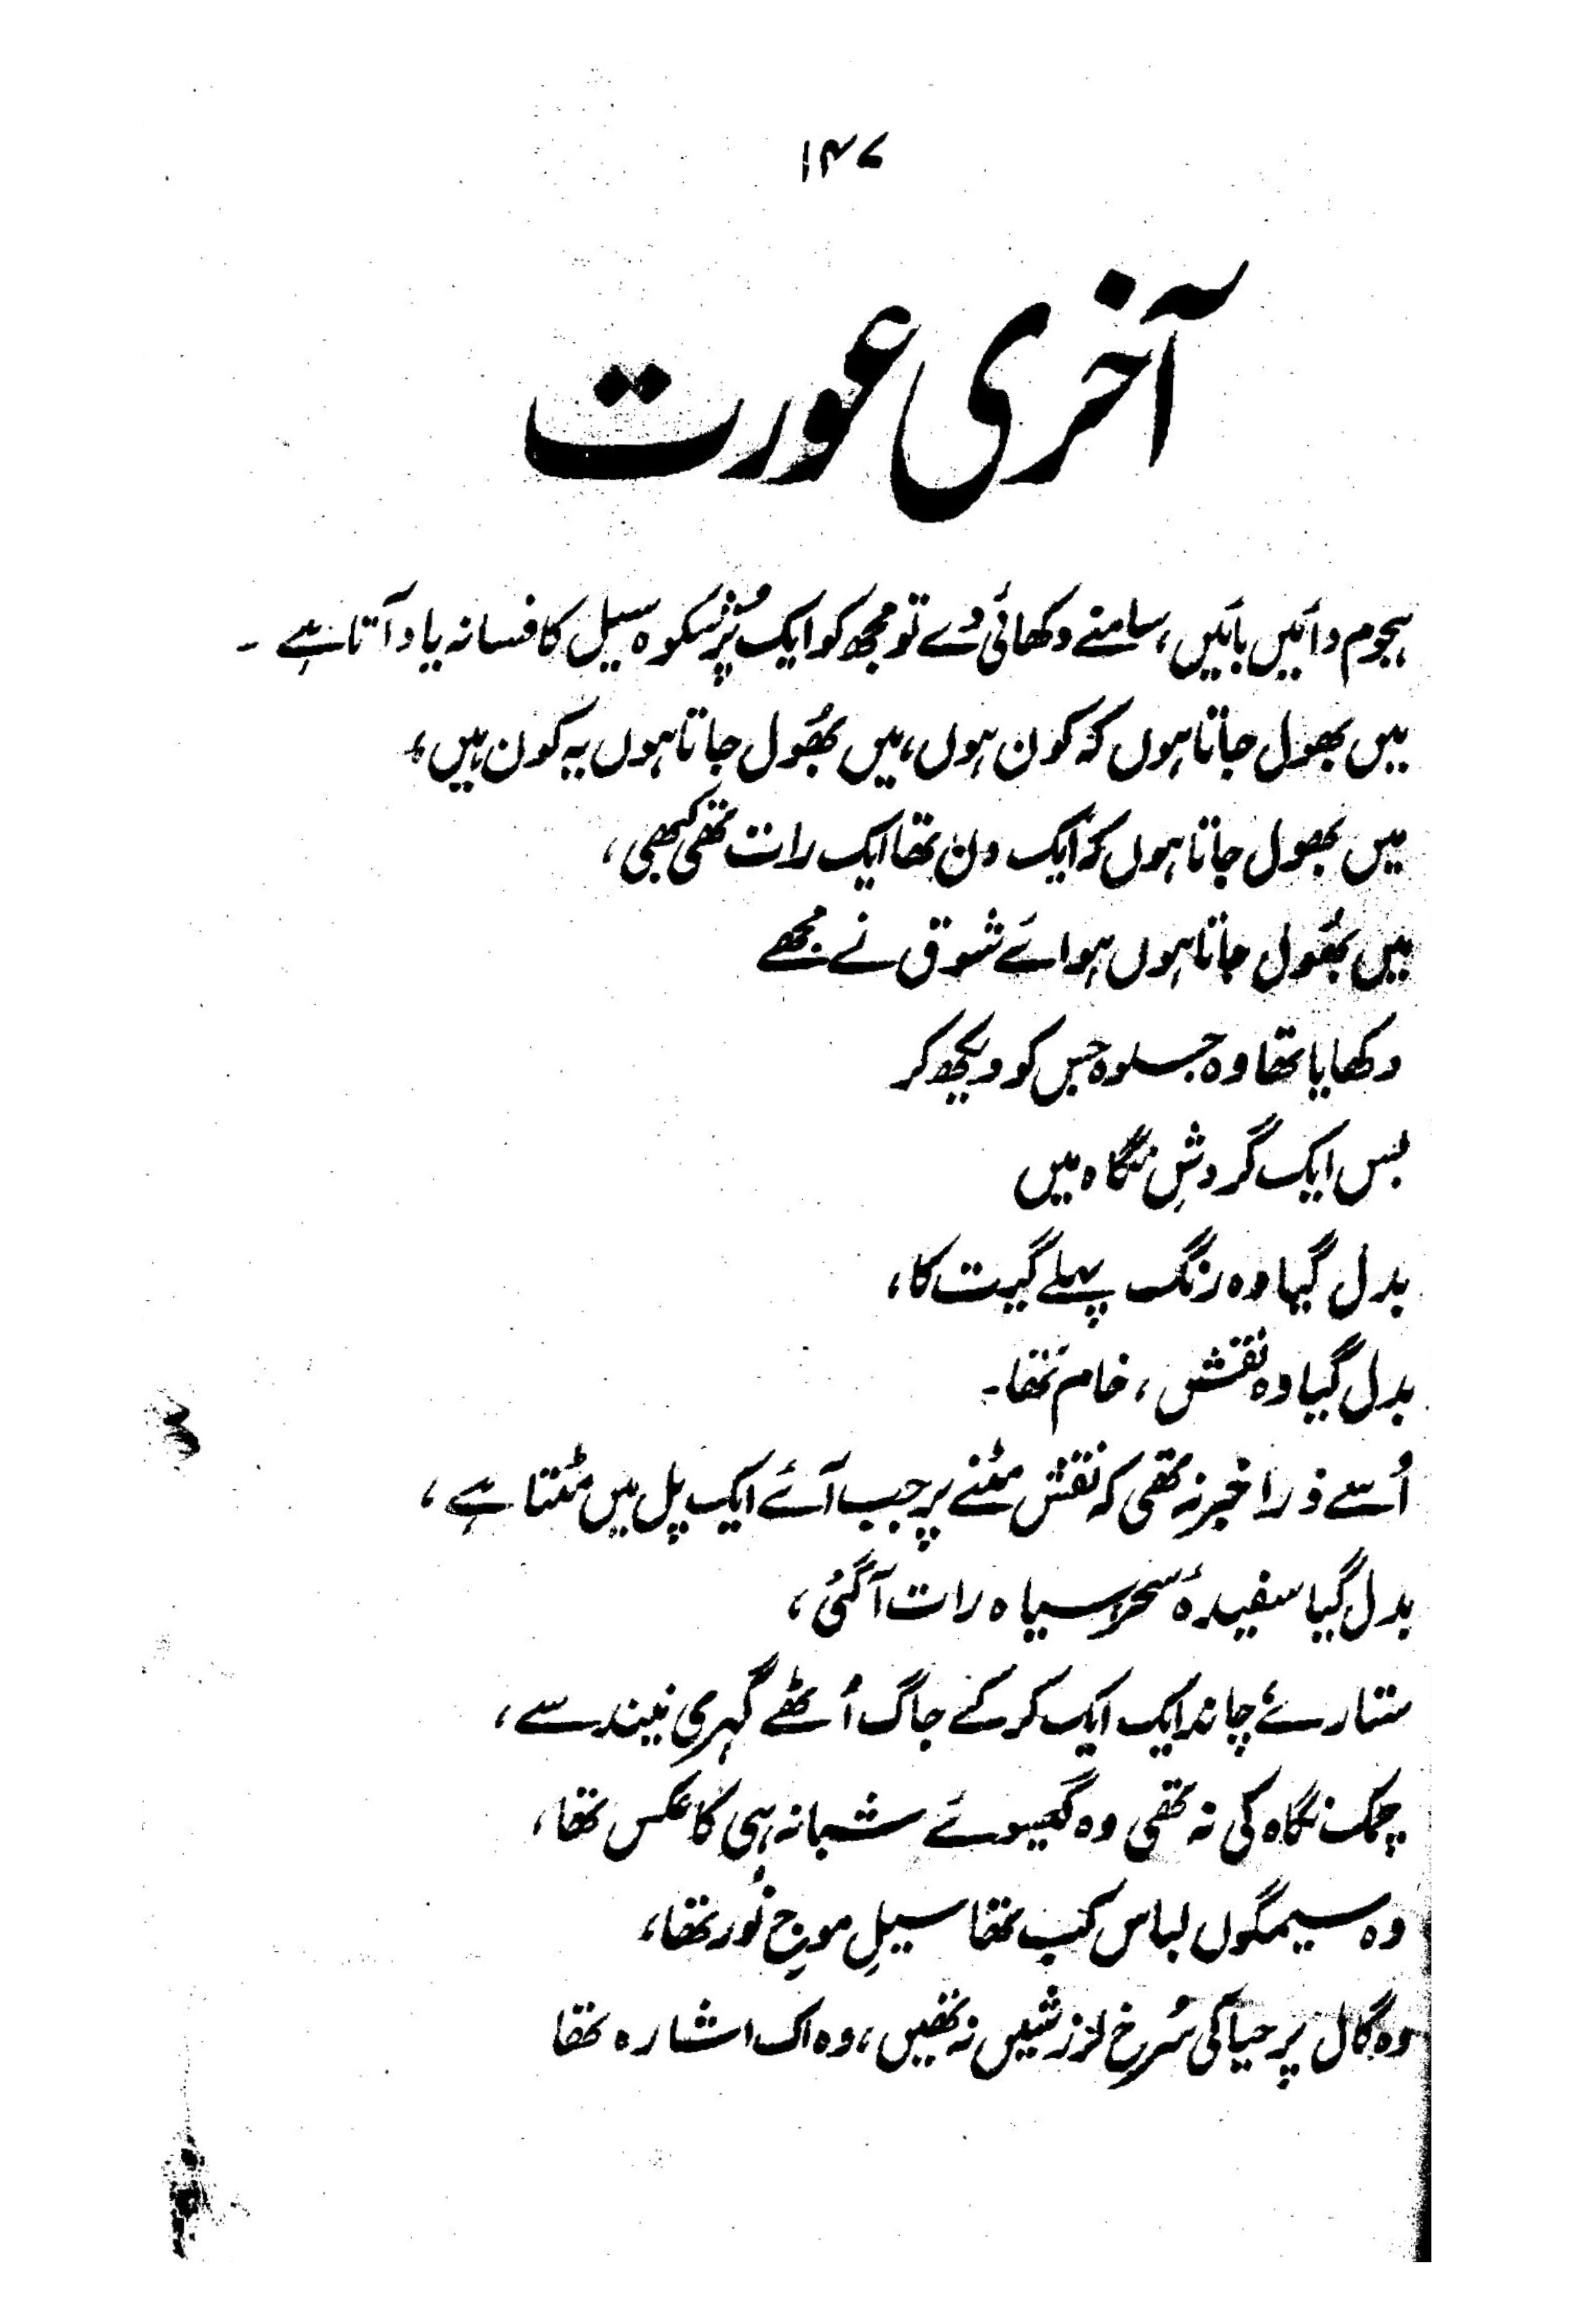 ۱۴۷
آخری عورت
ہجوم دائیں بائیں، سامنے دکھائی دے تو مجھ کو ایک پُرشکوہ سیل کا فسانہ یاد آتا ہے ۔
میں بھول جاتا ہوں کہ کون ہوں، میں بھُول جاتا ہوں یہ کون ہیں،
میں بھول جاتا ہوں کہ ایک دن تھا ایک رات تھی کبھی،
میں بھُول جاتا ہوں ہوائے شوق نے مجھے
دکھایا تھا وہ جلوہ جس کو دیکھ کر
بس ایک گردشِ نگاہ میں
بدل گیا وہ رنگ پہلے گیت کا،
بدل گیا وہ نقش، خام تھا۔
اُسے ذرا خبر نہ تھی کہ نقش مٹنے پر جب آئے ایک پل میں مٹتا ہے،
بدل گیا سفیدۂ سحر سیاہ رات آ گئی،
ستارے چاند ایک ایک کر کے جاگ اُٹھے گہری نیند سے،
چمک نگاہ کی نہ تھی وہ گیسوئے شبانہ ہی کا عکس تھا،
وہ سیمگوں لباس کب تھا سیلِ موجِ نُور تھا،
وہ گال پر حیا کی سُرخ لرزشیں نہ تھیں، وہ اک اشارہ تھا